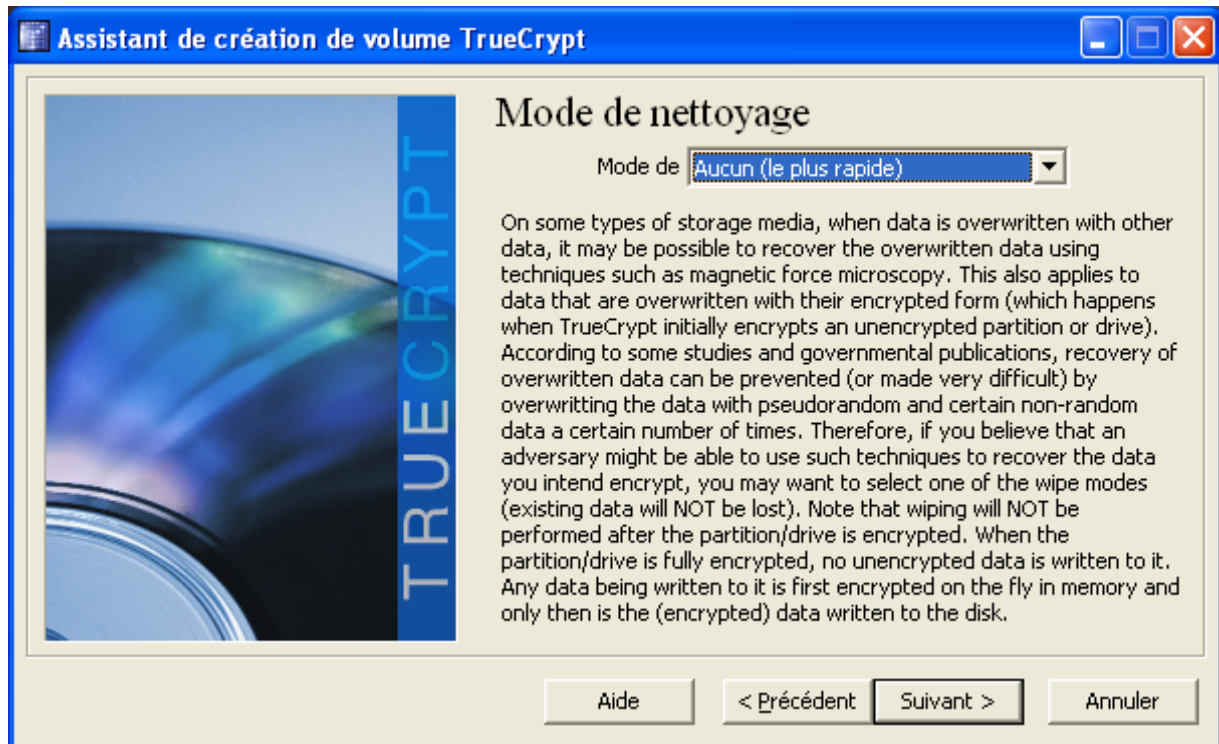 Assistant de création de volume TrueCrypt
TRUECRYPT
Mode de nettoyage
Mode de Aucun (le plus rapide)
On some types of storage media, when data is overwritten with other
data, it may be possible to recover the overwritten data using
techniques such as magnetic force microscopy. This also applies to
data that are overwritten with their encrypted form (which happens
when TrueCrypt initially encrypts an unencrypted partition or drive).
According to some studies and governmental publications, recovery of
overwritten data can be prevented (or made very difficult) by
overwritting the data with pseudorandom and certain non-random
data a certain number of times. Therefore, if you believe that an
adversary might be able to use such techniques to recover the data
you intend encrypt, you may want to select one of the wipe modes
(existing data will NOT be lost). Note that wiping will NOT be
performed after the partition/drive is encrypted. When the
partition/drive is fully encrypted, no unencrypted data is written to it.
Any data being written to it is first encrypted on the fly in memory and
only then is the (encrypted) data written to the disk.
Aide < Précédent Suivant > Annuler